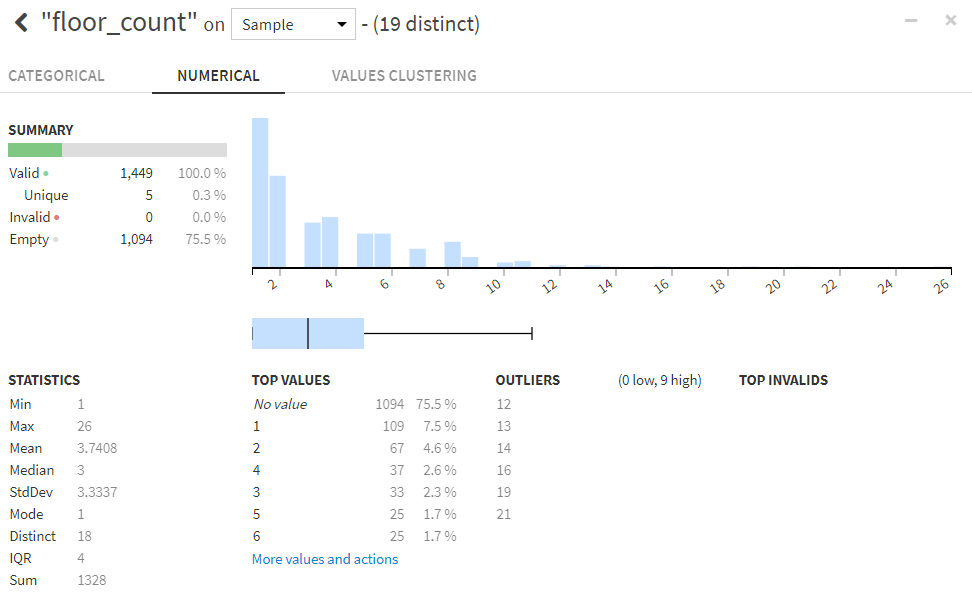 "floor_count" on Sample - (19 distinct)
CATEGORICAL NUMERICAL VALUES CLUSTERING
SUMMARY
Valid 1,449 100.0 %
Unique 5 0.3 %
Invalid 0 0.0 %
Empty 1,094 75.5 %
2 4 6 8 10 12 14 16 18 20 22 24 26
STATISTICS
Min 1
Max 26
Mean 3.7408
Median 3
StdDev 3.3337
Mode 1
Distinct 18
IQR 4
Sum 1328
TOP VALUES
No value 1094 75.5 %
1 109 7.5 %
2 67 4.6 %
4 37 2.6 %
3 33 2.3 %
5 25 1.7 %
6 25 1.7 %
More values and actions
OUTLIERS (0 low, 9 high)
12
13
14
16
19
21
TOP INVALIDS